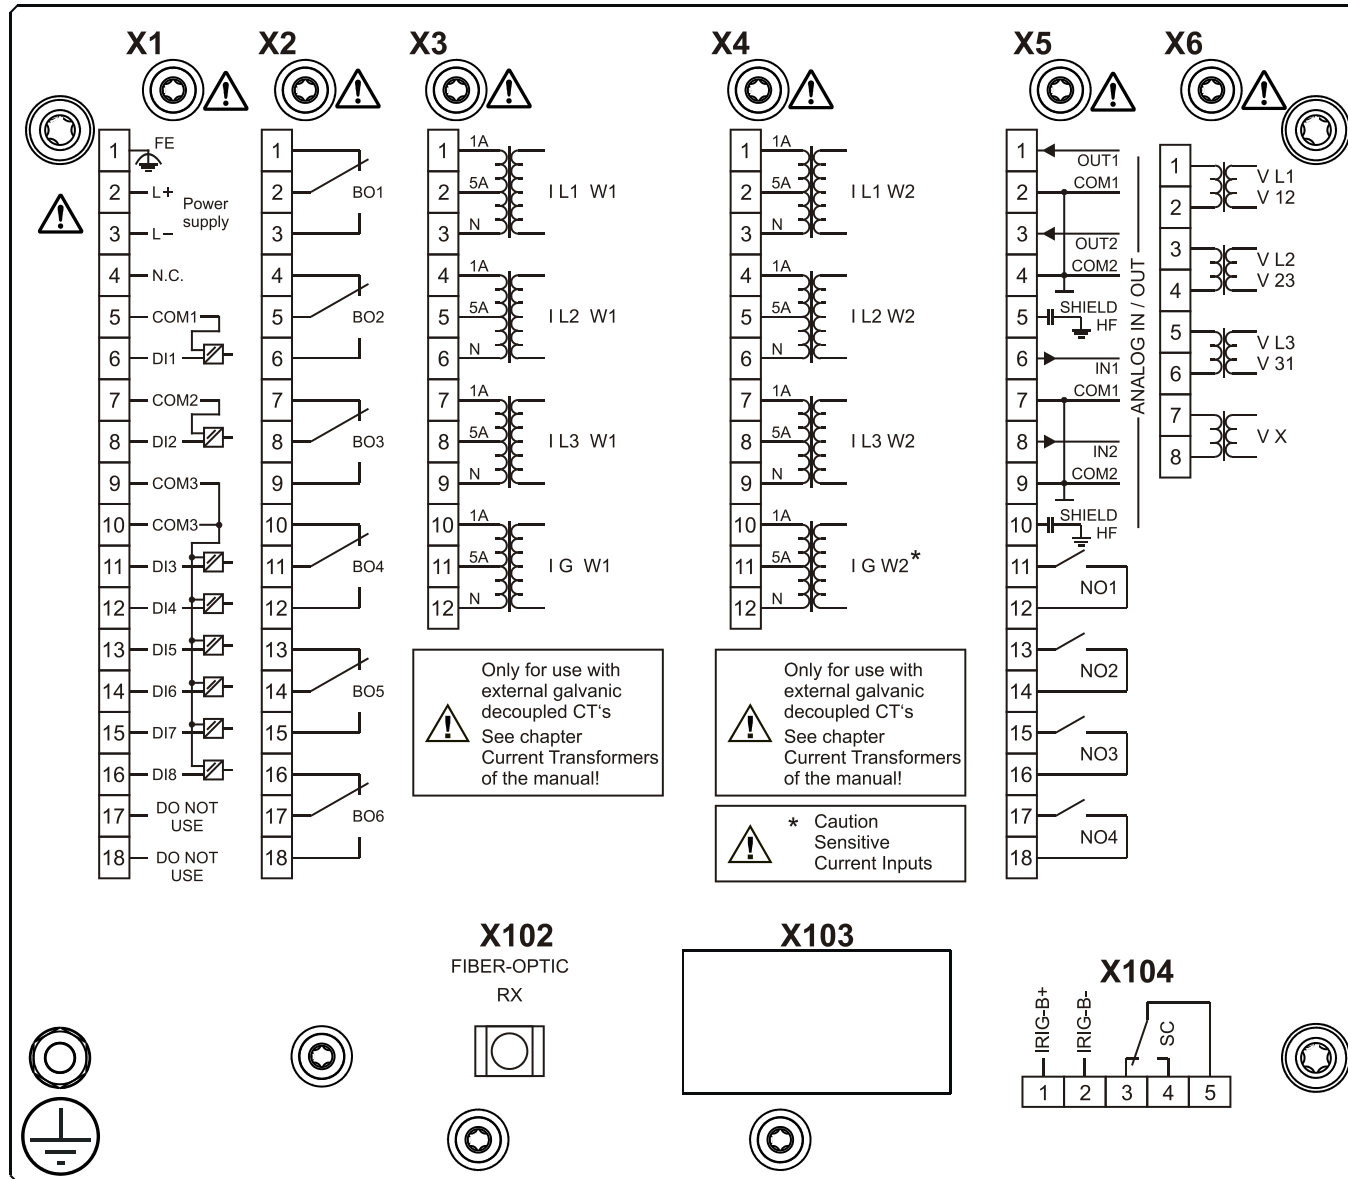 X1
X2
X3
X4
X5
X6
1
FE
2
L+
Power
supply
3
L−
4
N.C.
5
COM1
6
DI1
7
COM2
8
DI2
9
COM3
10
COM3
11
DI3
12
DI4
13
DI5
14
DI6
15
DI7
16
DI8
17
DO NOT
USE
18
DO NOT
USE
1
2
BO1
3
4
5
BO2
6
7
8
BO3
9
10
11
BO4
12
13
14
BO5
15
16
17
BO6
18
1
1A
2
5A
I L1 W1
3
N
4
1A
5
5A
I L2 W1
6
N
7
1A
8
5A
I L3 W1
9
N
10
1A
11
5A
I G W1
12
N
Only for use with
external galvanic
decoupled CT‘s
See chapter
Current Transformers
of the manual!
1
1A
2
5A
I L1 W2
3
N
4
1A
5
5A
I L2 W2
6
N
7
1A
8
5A
I L3 W2
9
N
10
1A
11
5A
I G W2*
12
N
Only for use with
external galvanic
decoupled CT‘s
See chapter
Current Transformers
of the manual!
* Caution
Sensitive
Current Inputs
1
OUT1
2
COM1
3
OUT2
4
COM2
5
SHIELD
HF
6
IN1
7
COM1
8
IN2
9
COM2
10
SHIELD
HF
ANALOG IN / OUT
11
NO1
12
13
NO2
14
15
NO3
16
17
NO4
18
1
V L1
2
V 12
3
V L2
4
V 23
5
V L3
6
V 31
7
V X
8
X102
FIBER-OPTIC
RX
X103
X104
IRIG-B+
IRIG-B-
SC
1
2
3
4
5